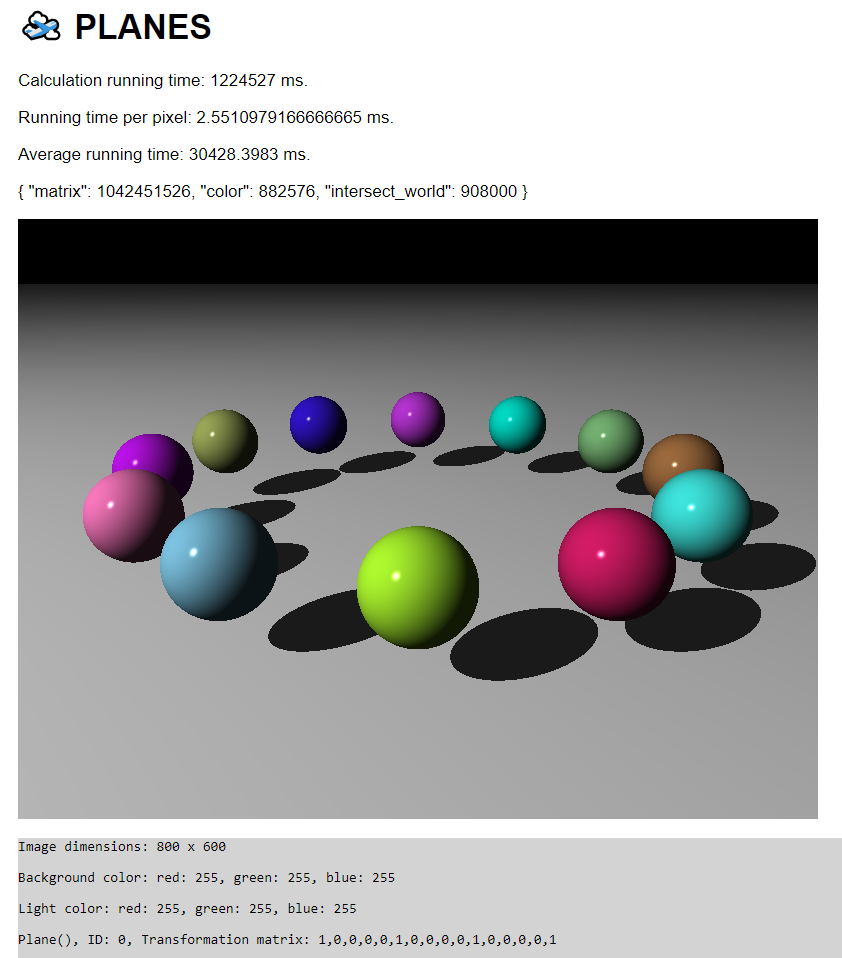 PLANES
Calculation running time: 1224527 ms.
Running time per pixel: 2.5510979166666665 ms.
Average running time: 30428.3983 ms.
{ "matrix": 1042451526, "color": 882576, "intersect_world": 908000 }
Image dimensions: 800 x 600
Background color: red: 255, green: 255, blue: 255
Light color: red: 255, green: 255, blue: 255
Plane(), ID: 0, Transformation matrix: 1,0,0,0,0,1,0,0,0,0,1,0,0,0,0,1